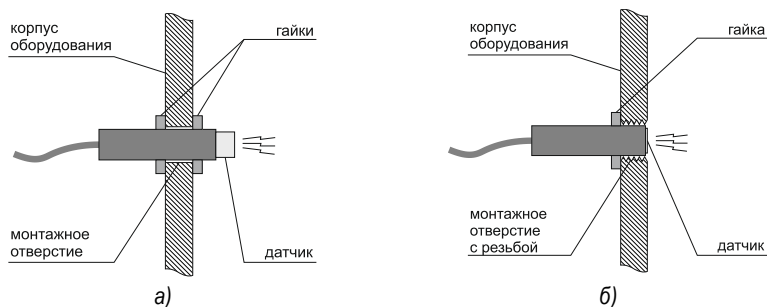 корпус
оборудования
гайки
монтажное
отверстие
датчик
а)
корпус
оборудования
гайка
монтажное
отверстие
с резьбой
датчик
б)